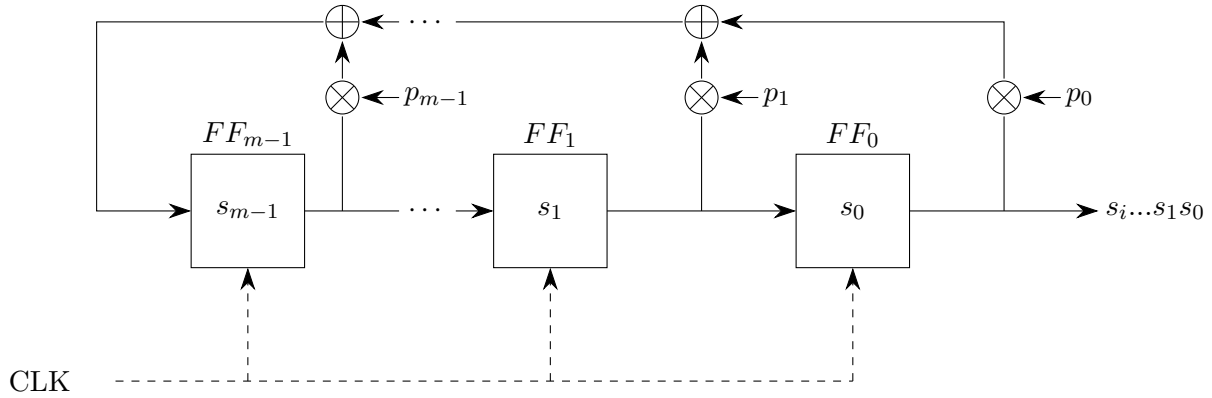 ⋯
p_{m−1} p_1 p_0
FF_{m−1} FF_1 FF_0
s_{m−1} ⋯ s_1 s_0 s_i...s_1s_0
CLK